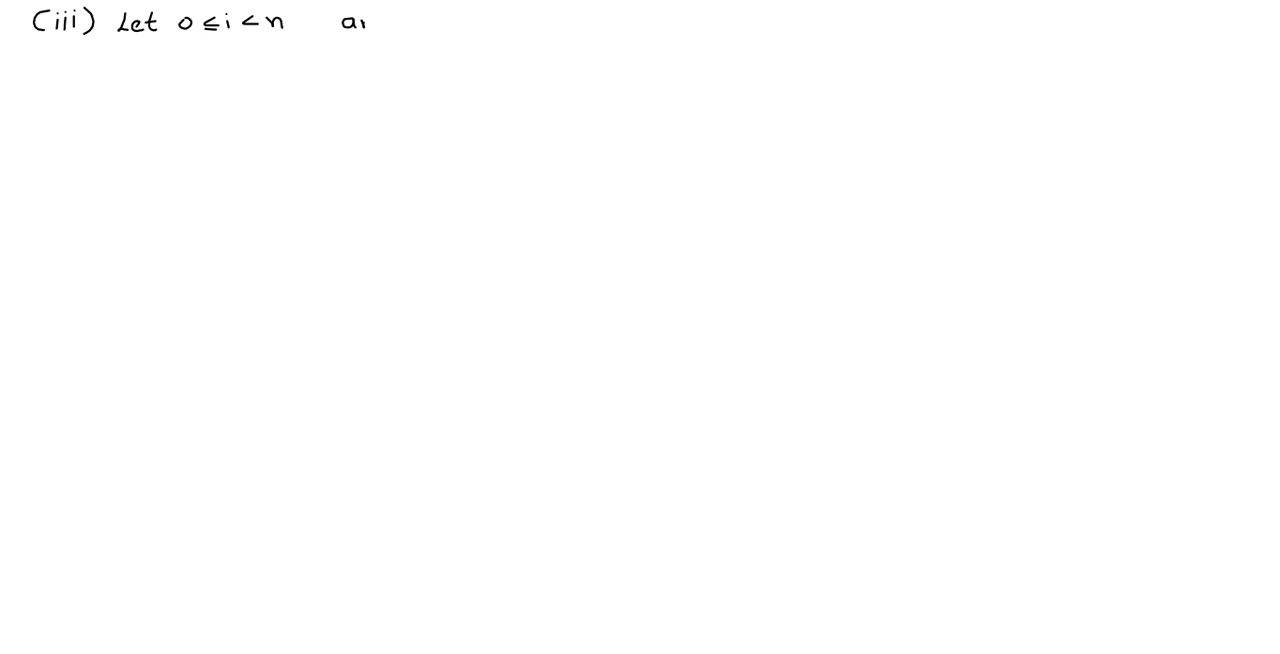 (iii) Let 0 ≤ i < n